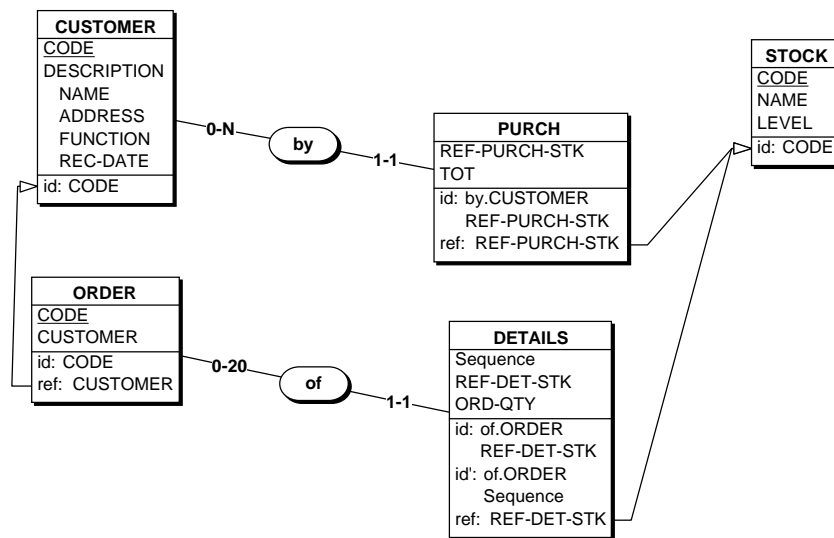 CUSTOMER
CODE
DESCRIPTION
NAME
ADDRESS
FUNCTION
REC-DATE
id: CODE
0-N
by
1-1
PURCH
REF-PURCH-STK
TOT
id: by.CUSTOMER
REF-PURCH-STK
ref: REF-PURCH-STK
STOCK
CODE
NAME
LEVEL
id: CODE
ORDER
CODE
CUSTOMER
id: CODE
ref: CUSTOMER
0-20
of
1-1
DETAILS
Sequence
REF-DET-STK
ORD-QTY
id: of.ORDER
REF-DET-STK
id': of.ORDER
Sequence
ref: REF-DET-STK